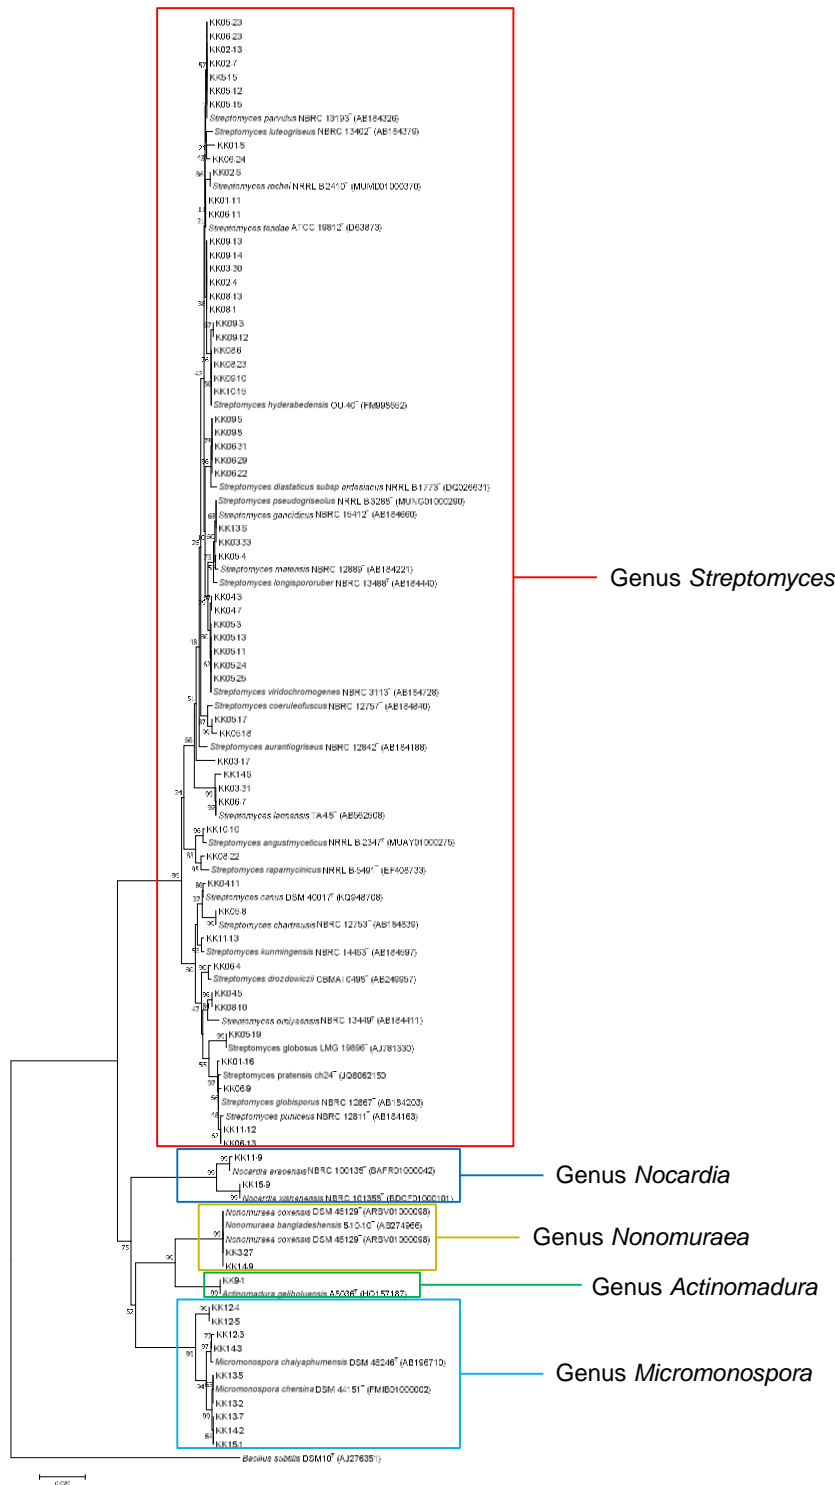 KK05-23
KK06-23
KK02-13
KK02-7
KK5-15
KK05-12
KK05-15
57
Streptomyces parvulus NBRC 13193T (AB184326)
Streptomyces luteogriseus NBRC 13402T (AB184379)
KK01-8
KK06-24
KK02-6
Streptomyces rochei NRRL B-2410T (MUMD01000370)
KK01-11
KK06-11
Streptomyces tendae ATCC 19812T (D63873)
KK09-13
KK09-14
KK03-30
KK02-4
KK08-13
KK08-1
38
KK09-3
KK09-12
KK08-6
KK08-23
KK09-10
KK10-15
Streptomyces hyderabedensis OU-40T (FM998652)
KK09-5
KK09-8
KK06-31
KK06-29
KK06-22
Streptomyces diastaticus subsp ardesiacus NRRL B-1773T (DQ026631)
Streptomyces pseudogriseolus NRRL B-3288T (MUNG01000290)
Streptomyces gancidicus NBRC 15412T (AB184660)
KK13-6
KK03-33
KK05-4
Streptomyces matensis NBRC 12889T (AB184221)
Streptomyces longispororuber NBRC 13488T (AB184440)
KK04-3
KK04-7
KK05-3
KK05-13
KK05-11
KK05-24
KK05-25
Streptomyces viridochromogenes NBRC 3113T (AB184728)
Streptomyces coeruleofuscus NBRC 12757T (AB184840)
KK05-17
KK05-18
Streptomyces aurantiogriseus NBRC 12842T (AB184188)
KK03-17
KK14-6
KK03-31
KK06-7
Streptomyces lannensis TA4-8T (AB562508)
KK10-10
Streptomyces angustmyceticus NRRL B-2347T (MUAY01000275)
KK08-22
Streptomyces rapamycinicus NRRL B-5491T (EF408733)
KK04-11
Streptomyces canus DSM 40017T (KQ948708)
KK05-8
Streptomyces chartreusis NBRC 12753T (AB184839)
KK11-13
Streptomyces kunmingensis NBRC 14463T (AB184597)
KK06-4
Streptomyces drozdowiczii CBMAI 0498T (AB249957)
KK04-5
KK08-10
Streptomyces omiyaensis NBRC 13449T (AB184411)
KK05-19
Streptomyces globosus LMG 19896T (AJ781330)
KK01-16
Streptomyces pratensis ch24T (JQ8062150
KK06-9
Streptomyces globisporus NBRC 12867T (AB184203)
Streptomyces puniceus NBRC 12811T (AB184163)
KK11-12
KK06-13
Genus Streptomyces
KK11-9
Nocardia araoensis NBRC 100135T (BAFR01000042)
KK15-9
Nocardia xishanensis NBRC 101358T (BDCF01000101)
Genus Nocardia
Nonomuraea coxensis DSM 45129T (ARBV01000098)
Nonomuraea bangladeshensis 5-10-10T (AB274966)
Nonomuraea coxensis DSM 45129T (ARBV01000098)
KK3-27
KK14-9
Genus Nonomuraea
KK9-1
Actinomadura geliboluensis A8036T (HQ157187)
Genus Actinomadura
KK12-4
KK12-5
KK12-3
KK14-3
Micromonospora chaiyaphumensis DSM 45246T (AB196710)
KK13-5
Micromonospora chersina DSM 44151T (FMIB01000002)
KK13-2
KK13-7
KK14-2
KK15-1
Genus Micromonospora
Bacillus subtilis DSM10T (AJ276351)